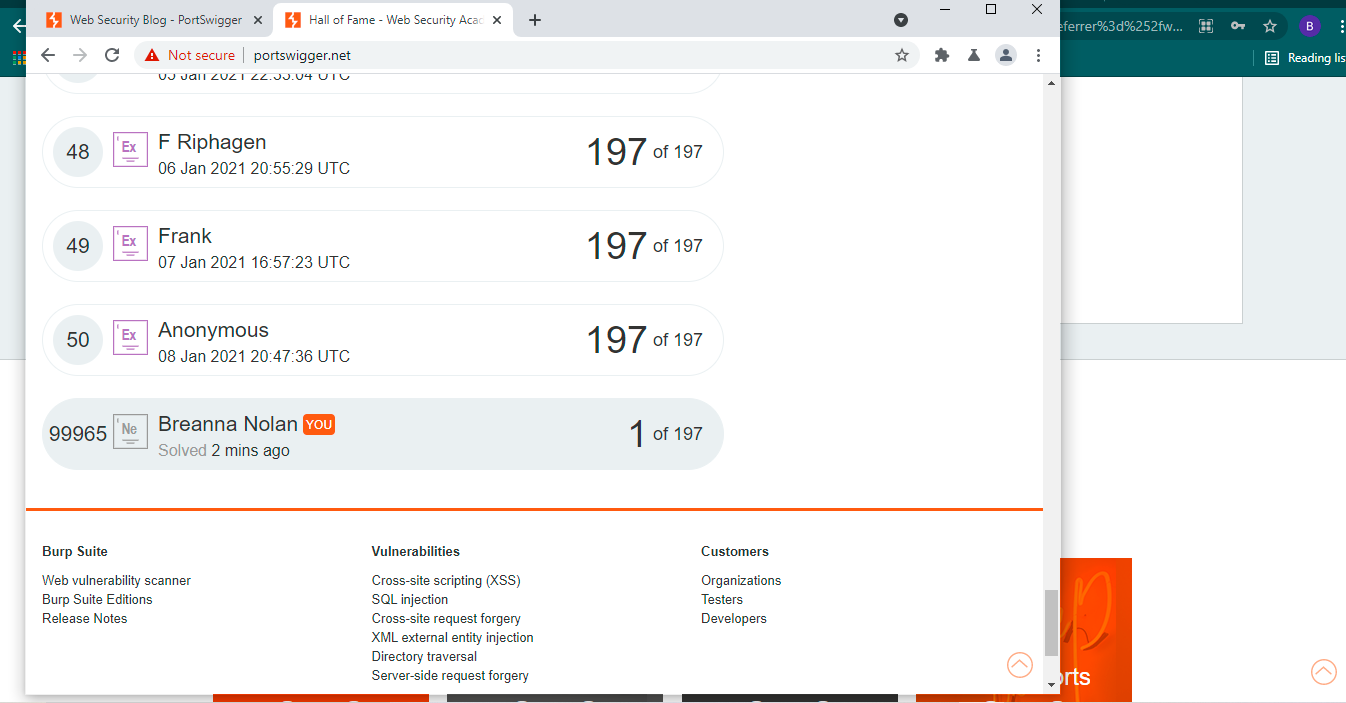 Web Security Blog - PortSwigger
Hall of Fame - Web Security Aca
Not secure
portswigger.net
eferrer%3d%252fw...
B
Reading lis
05 Jan 2021 22:53:04 UTC
48
'Ex
F Riphagen
06 Jan 2021 20:55:29 UTC
197 of 197
49
'Ex
Frank
07 Jan 2021 16:57:23 UTC
197 of 197
50
'Ex
Anonymous
08 Jan 2021 20:47:36 UTC
197 of 197
99965
'Ne
Breanna Nolan YOU
Solved 2 mins ago
1 of 197
Burp Suite
Web vulnerability scanner
Burp Suite Editions
Release Notes
Vulnerabilities
Cross-site scripting (XSS)
SQL injection
Cross-site request forgery
XML external entity injection
Directory traversal
Server-side request forgery
Customers
Organizations
Testers
Developers
rts